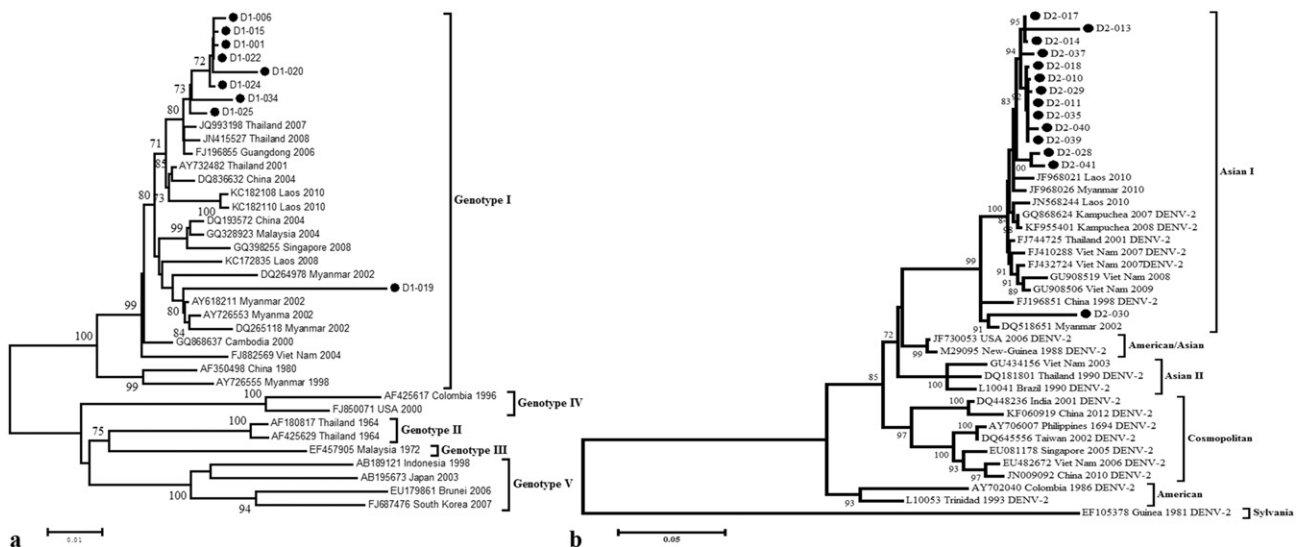 D1-006
D1-015
D1-001
D1-022
72
D1-020
D1-024
73
D1-034
80
D1-025
JQ993198 Thailand 2007
JN415527 Thailand 2008
71
FJ196855 Guangdong 2006
85
AY732482 Thailand 2001
DQ836632 China 2004
80
73
KC182108 Laos 2010
KC182110 Laos 2010
100
DQ193572 China 2004
99
GQ328923 Malaysia 2004
GQ398255 Singapore 2008
KC172835 Laos 2008
DQ264978 Myanmar 2002
D1-019
99
AY618211 Myanmar 2002
80
AY726553 Myanma 2002
DQ265118 Myanmar 2002
84
GQ868637 Cambodia 2000
100
FJ882569 Viet Nam 2004
AF350498 China 1980
99
AY726555 Myanmar 1998
Genotype I
100
AF425617 Colombia 1996
FJ850071 USA 2000
Genotype IV
100
AF180817 Thailand 1964
AF425629 Thailand 1964
Genotype II
75
EF457905 Malaysia 1972
Genotype III
AB189121 Indonesia 1998
AB195673 Japan 2003
100
EU179861 Brunei 2006
94
FJ687476 South Korea 2007
Genotype V
0.01
a
95
D2-017
D2-013
D2-014
94
D2-037
D2-018
D2-010
D2-029
83
D2-011
D2-035
D2-040
D2-039
D2-028
D2-041
JF968021 Laos 2010
JF968026 Myanmar 2010
JN568244 Laos 2010
100
GQ868624 Kampuchea 2007 DENV-2
KF955401 Kampuchea 2008 DENV-2
FJ744725 Thailand 2001 DENV-2
FJ410288 Viet Nam 2007 DENV-2
FJ432724 Viet Nam 2007DENV-2
91
GU908519 Viet Nam 2008
91
GU908506 Viet Nam 2009
89
99
FJ196851 China 1998 DENV-2
D2-030
91
DQ518651 Myanmar 2002
Asian I
72
JF730053 USA 2006 DENV-2
99
M29095 New-Guinea 1988 DENV-2
American/Asian
GU434156 Viet Nam 2003
DQ181801 Thailand 1990 DENV-2
100
L10041 Brazil 1990 DENV-2
Asian II
85
100
DQ448236 India 2001 DENV-2
KF060919 China 2012 DENV-2
97
AY706007 Philippines 1694 DENV-2
DQ645556 Taiwan 2002 DENV-2
100
EU081178 Singapore 2005 DENV-2
93
EU482672 Viet Nam 2006 DENV-2
97
JN009092 China 2010 DENV-2
Cosmopolitan
AY702040 Colombia 1986 DENV-2
93
L10053 Trinidad 1993 DENV-2
American
EF105378 Guinea 1981 DENV-2
Sylvania
0.05
b